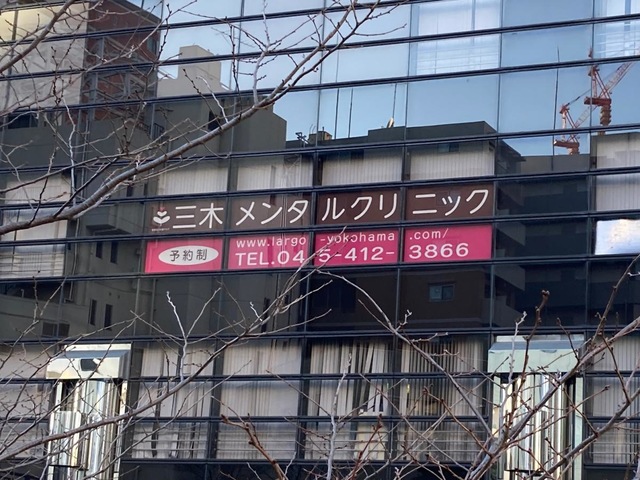 三木メンタルクリニック
予約制
www.largo-yokohama.com/
TEL.045-412-3866